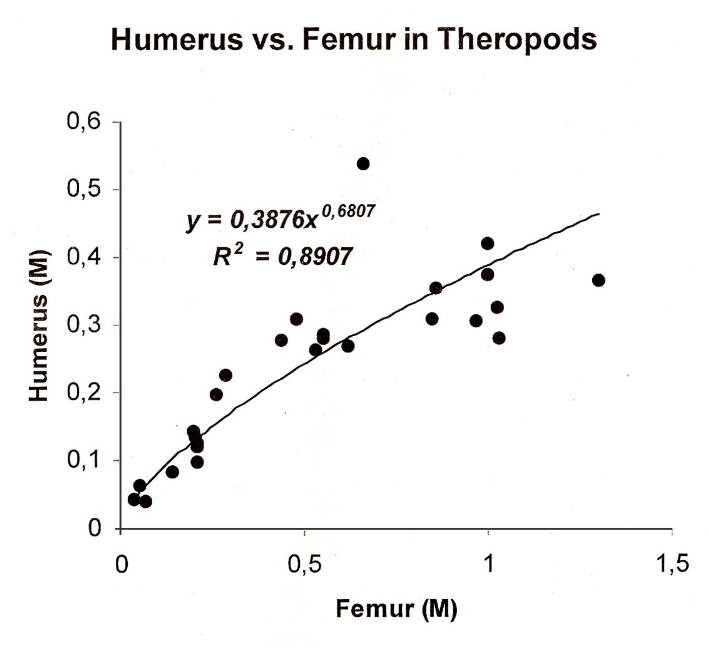 Humerus vs. Femur in Theropods
0,6
0,5
0,4
0,3
0,2
0,1
0
y = 0,3876x^0,6807
R² = 0,8907
Humerus (M)
0
0,5
1
1,5
Femur (M)